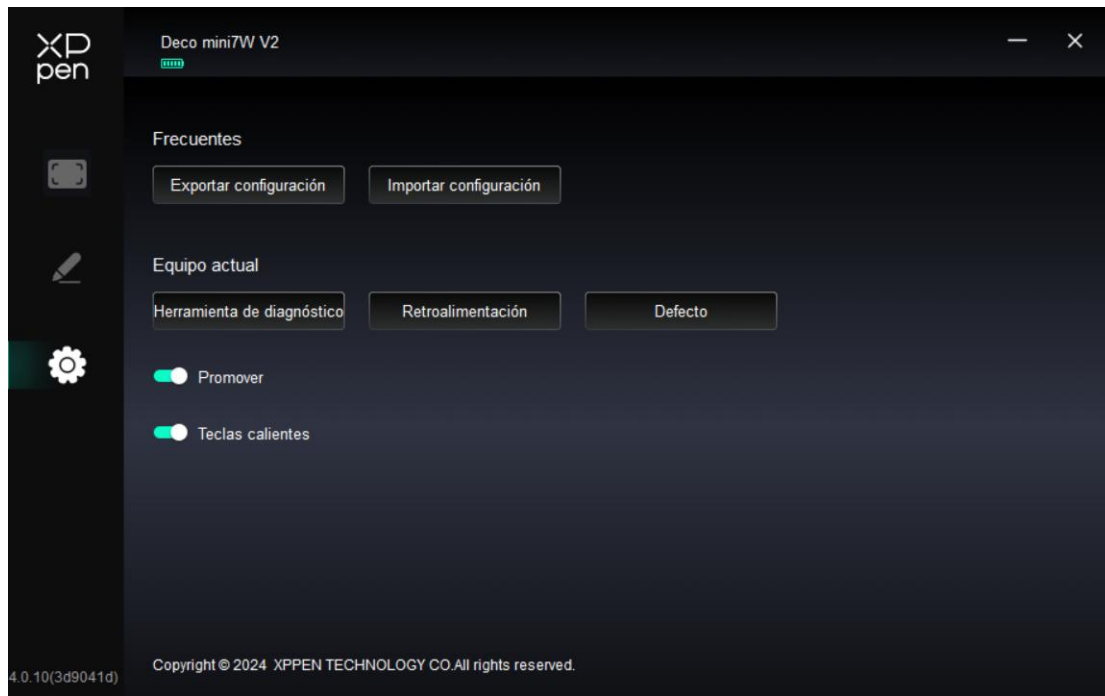 XP
pen
Deco mini7W V2
Frecuentes
Exportar configuración
Importar configuración
Equipo actual
Herramienta de diagnóstico
Retroalimentación
Defecto
Promover
Teclas calientes
Copyright © 2024 XPPEN TECHNOLOGY CO.All rights reserved.
4.0.10(3d9041d)